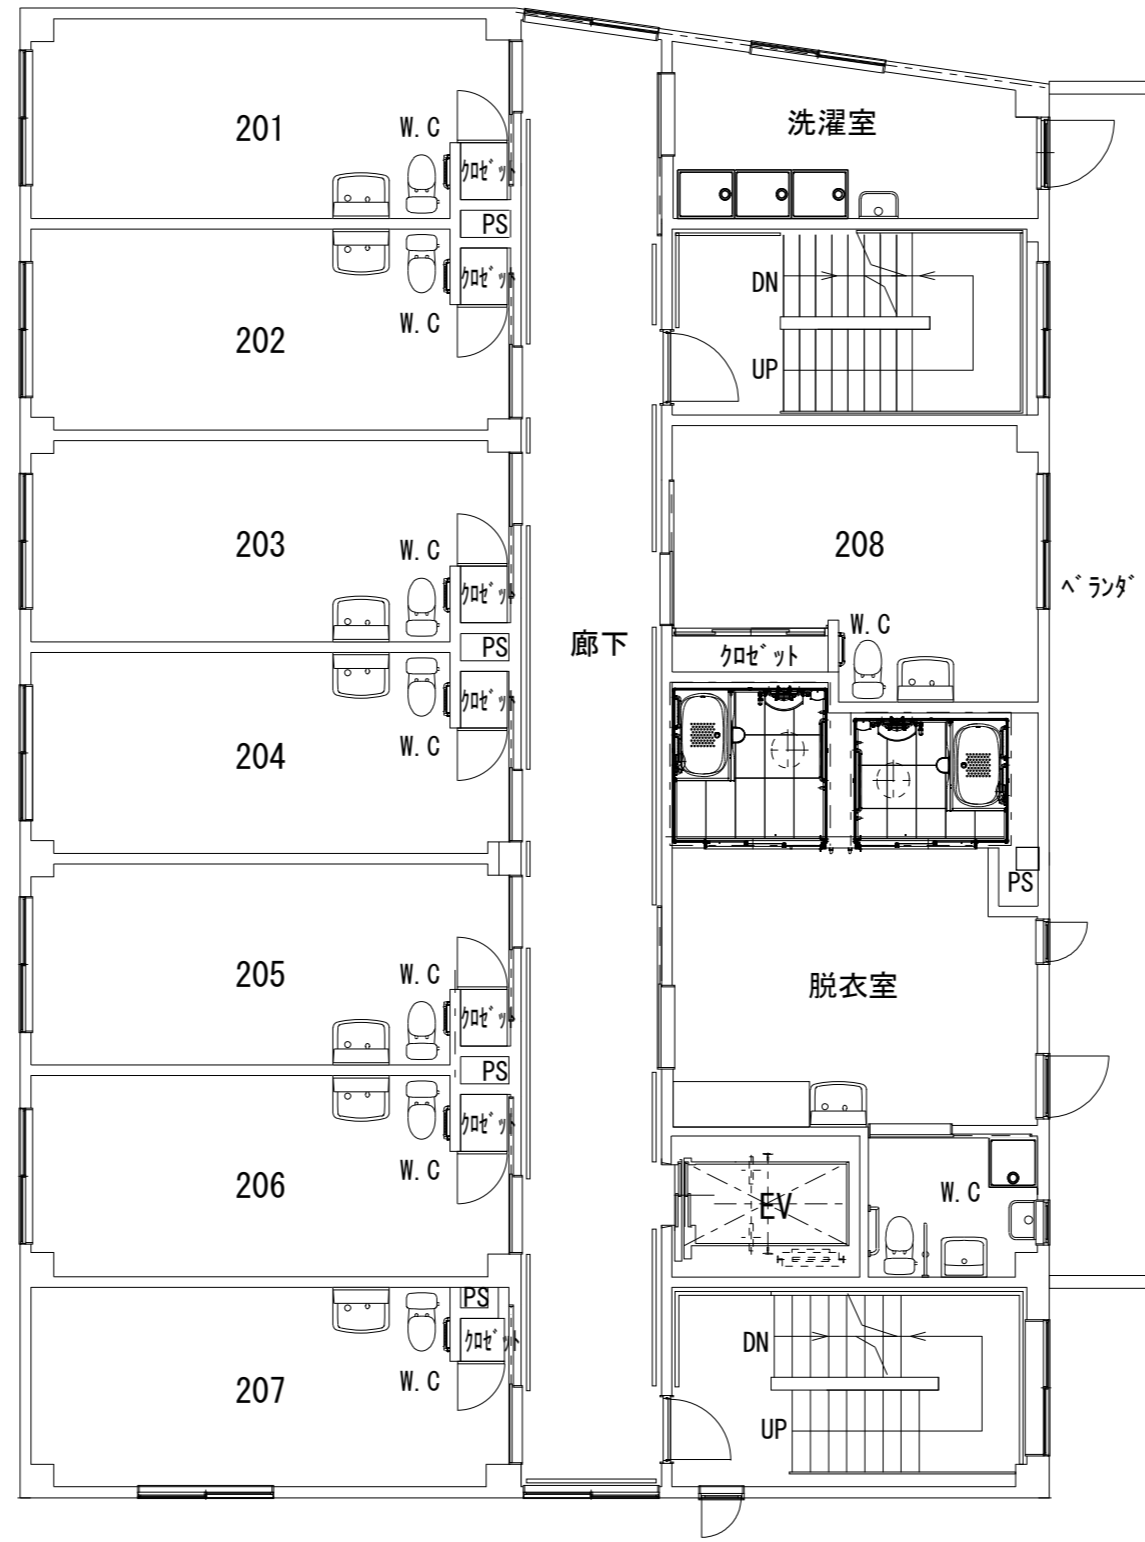 201
W.C
クロゼット
PS
クロゼット
W.C
202
203
W.C
クロゼット
PS
クロゼット
W.C
204
205
W.C
クロゼット
PS
クロゼット
W.C
206
PS
クロゼット
W.C
207
廊下
洗濯室
DN
UP
208
W.C
クロゼット
ベランダ
PS
脱衣室
EV
W.C
DN
UP